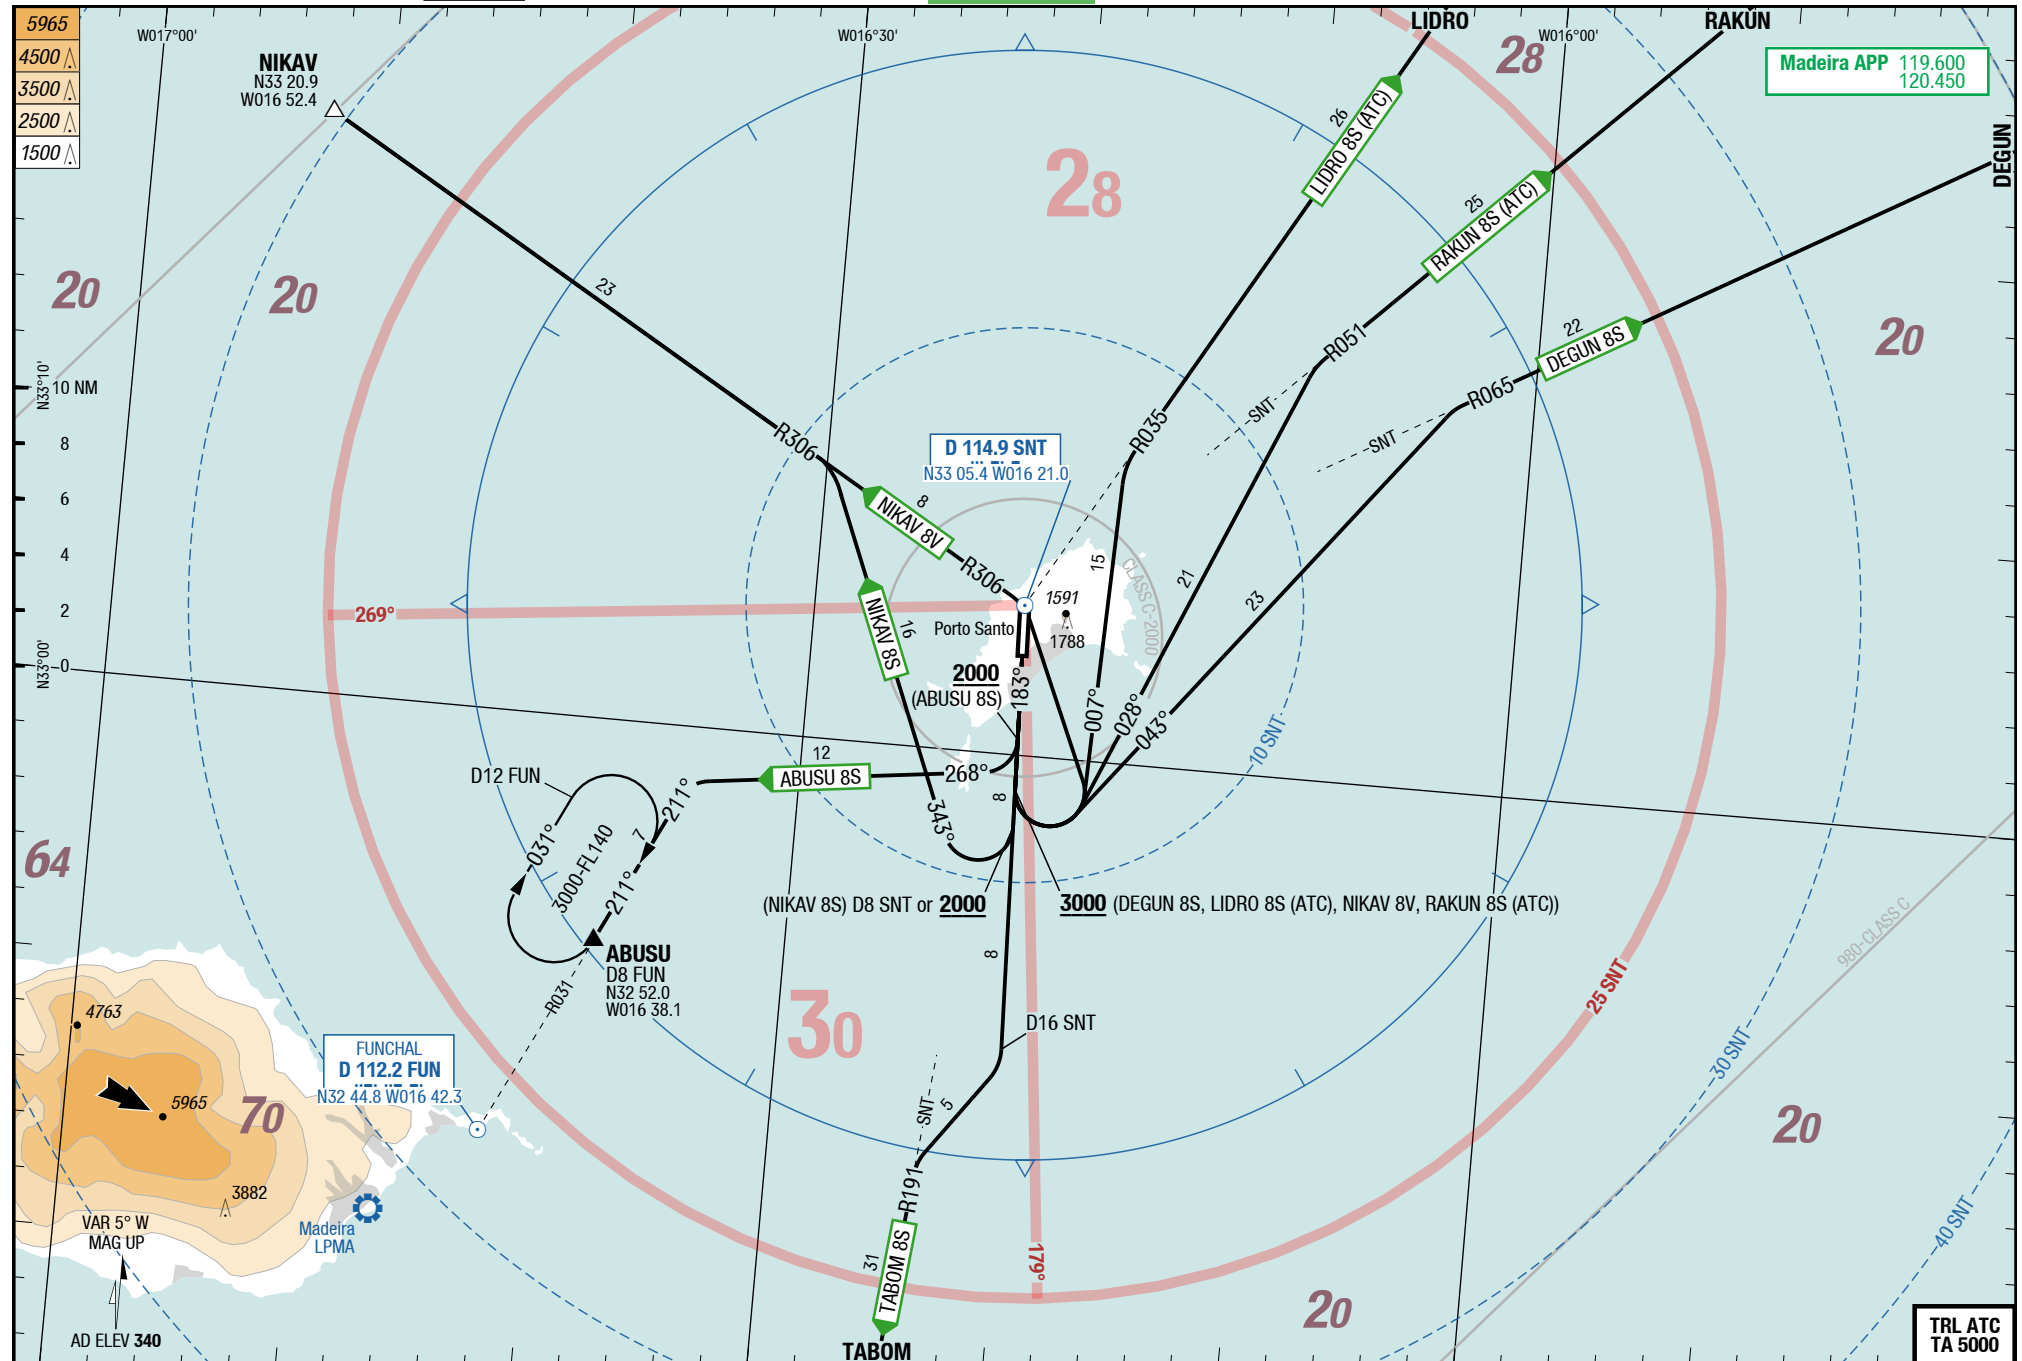 5965
4500
3500
2500
1500
W017°00'
W016°30'
W016°00'
LIDRO
RAKUN
DEGUN
28
Madeira APP 119.600
120.450
NIKAV
N33 20.9
W016 52.4
20
20
28
20
26
LIDRO 8S (ATC)
25
RAKUN 8S (ATC)
22
DEGUN 8S
23
R306
R035
R051
R065
SNT
SNT
N33°10'
10 NM
8
6
4
2
0
N33°00'
D 114.9 SNT
N33 05.4 W016 21.0
8
NIKAV 8V
R306
NIKAV 8S
16
15
21
23
CLASS C-2000
1591
1788
Porto Santo
269°
2000
(ABUSU 8S)
183°
007°
028°
043°
10 SNT
12
ABUSU 8S
268°
8
343°
D12 FUN
211°
7
031°
3000-FL140
211°
64
(NIKAV 8S) D8 SNT or 2000
3000 (DEGUN 8S, LIDRO 8S (ATC), NIKAV 8V, RAKUN 8S (ATC))
980-CLASS C
ABUSU
D8 FUN
N32 52.0
W016 38.1
R031
8
30
25 SNT
D16 SNT
4763
5965
70
FUNCHAL
D 112.2 FUN
N32 44.8 W016 42.3
30 SNT
SNT
5
R191
20
3882
Madeira
LPMA
VAR 5° W
MAG UP
31
TABOM 8S
179°
40 SNT
20
AD ELEV 340
TABOM
TRL ATC
TA 5000